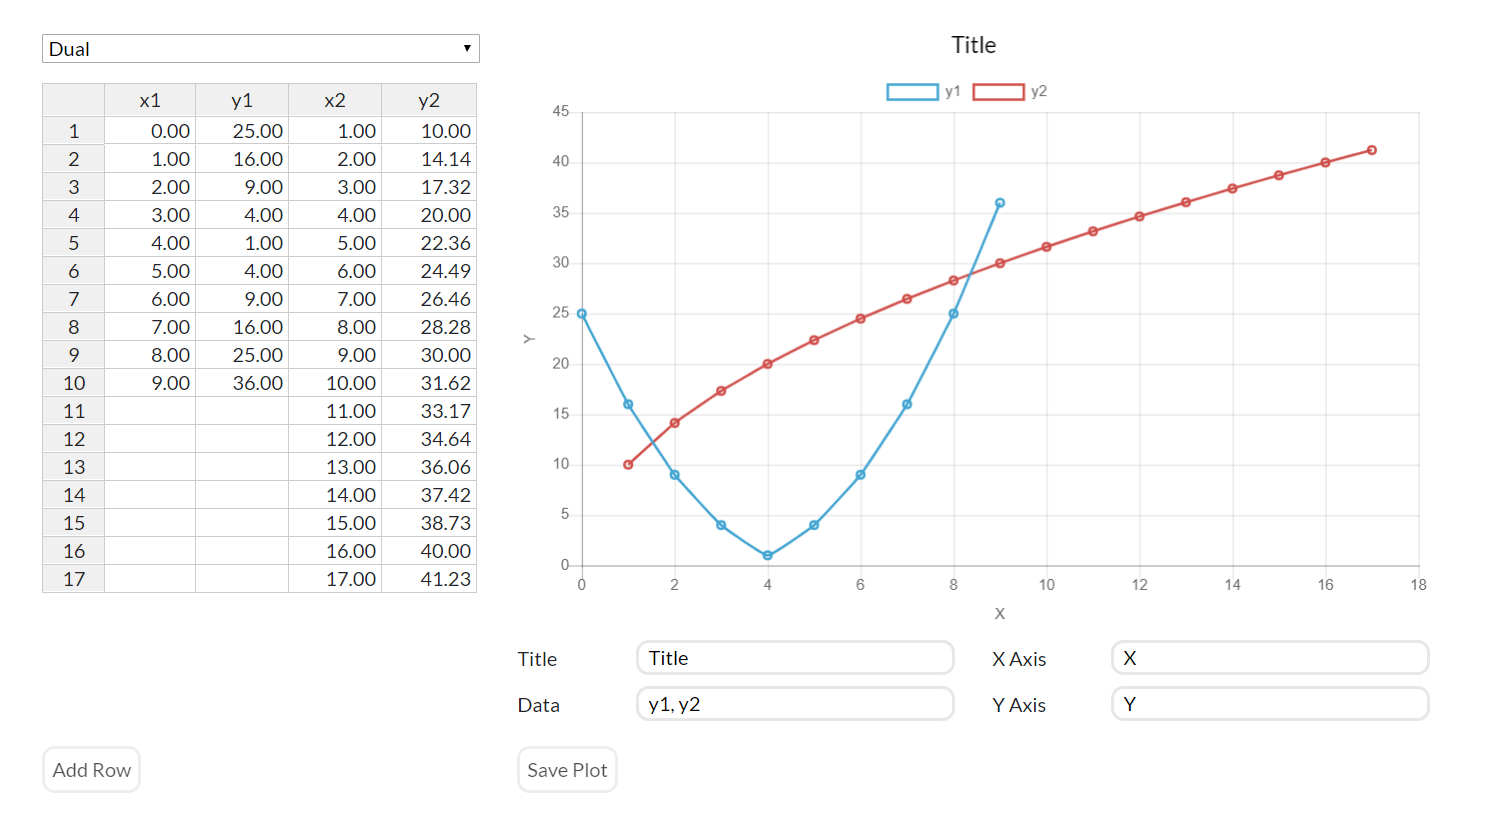 Dual
x1 y1 x2 y2
1 0.00 25.00 1.00 10.00
2 1.00 16.00 2.00 14.14
3 2.00 9.00 3.00 17.32
4 3.00 4.00 4.00 20.00
5 4.00 1.00 5.00 22.36
6 5.00 4.00 6.00 24.49
7 6.00 9.00 7.00 26.46
8 7.00 16.00 8.00 28.28
9 8.00 25.00 9.00 30.00
10 9.00 36.00 10.00 31.62
11 11.00 33.17
12 12.00 34.64
13 13.00 36.06
14 14.00 37.42
15 15.00 38.73
16 16.00 40.00
17 17.00 41.23
Add Row
Title
y1 y2
45
40
35
30
25
20
15
10
5
0
Y
0 2 4 6 8 10 12 14 16 18
X
Title Title X Axis X
Data y1, y2 Y Axis Y
Save Plot